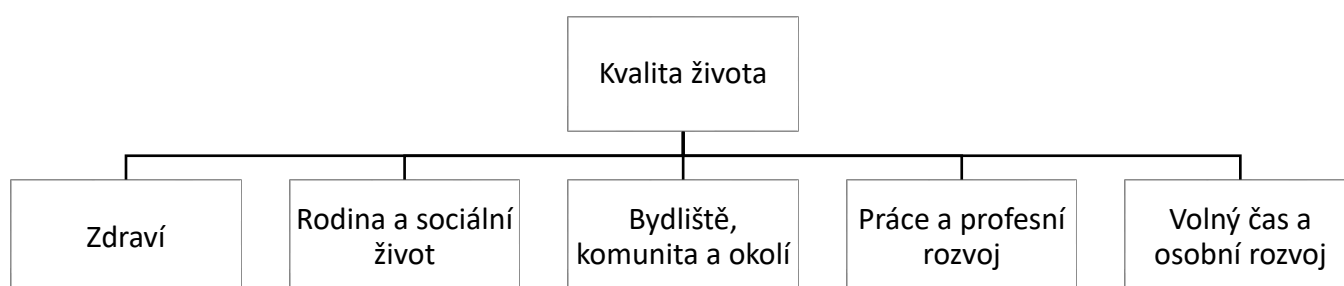 Kvalita života
Zdraví
Rodina a sociální
život
Bydliště,
komunita a okolí
Práce a profesní
rozvoj
Volný čas a
osobní rozvoj